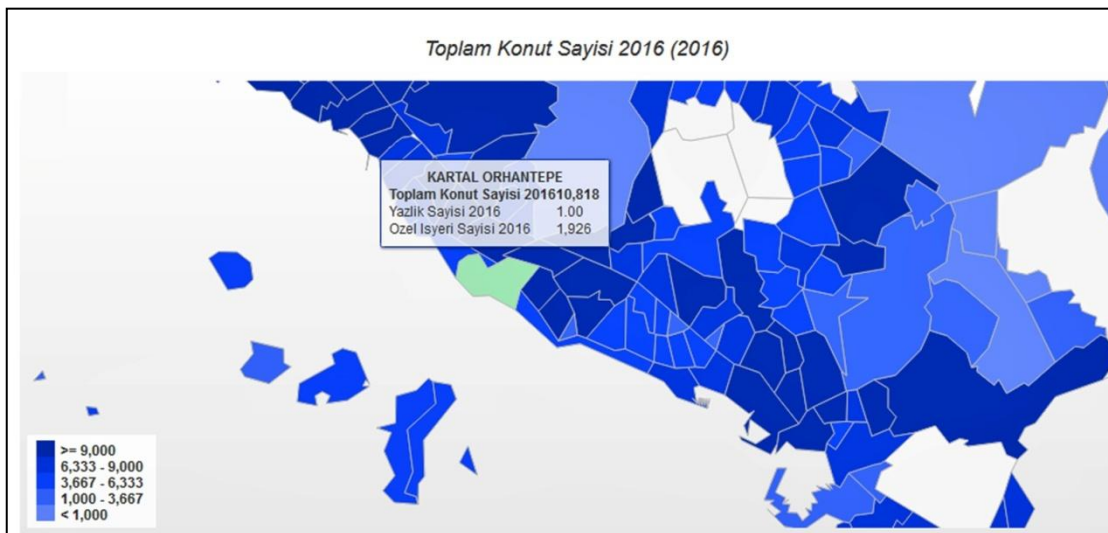 Toplam Konut Sayisi 2016 (2016)
KARTAL ORHANTEPE
Toplam Konut Sayisi 201610,818
Yazlik Sayisi 2016 1.00
Ozel Isyeri Sayisi 2016 1,926
>= 9,000
6,333 - 9,000
3,667 - 6,333
1,000 - 3,667
< 1,000